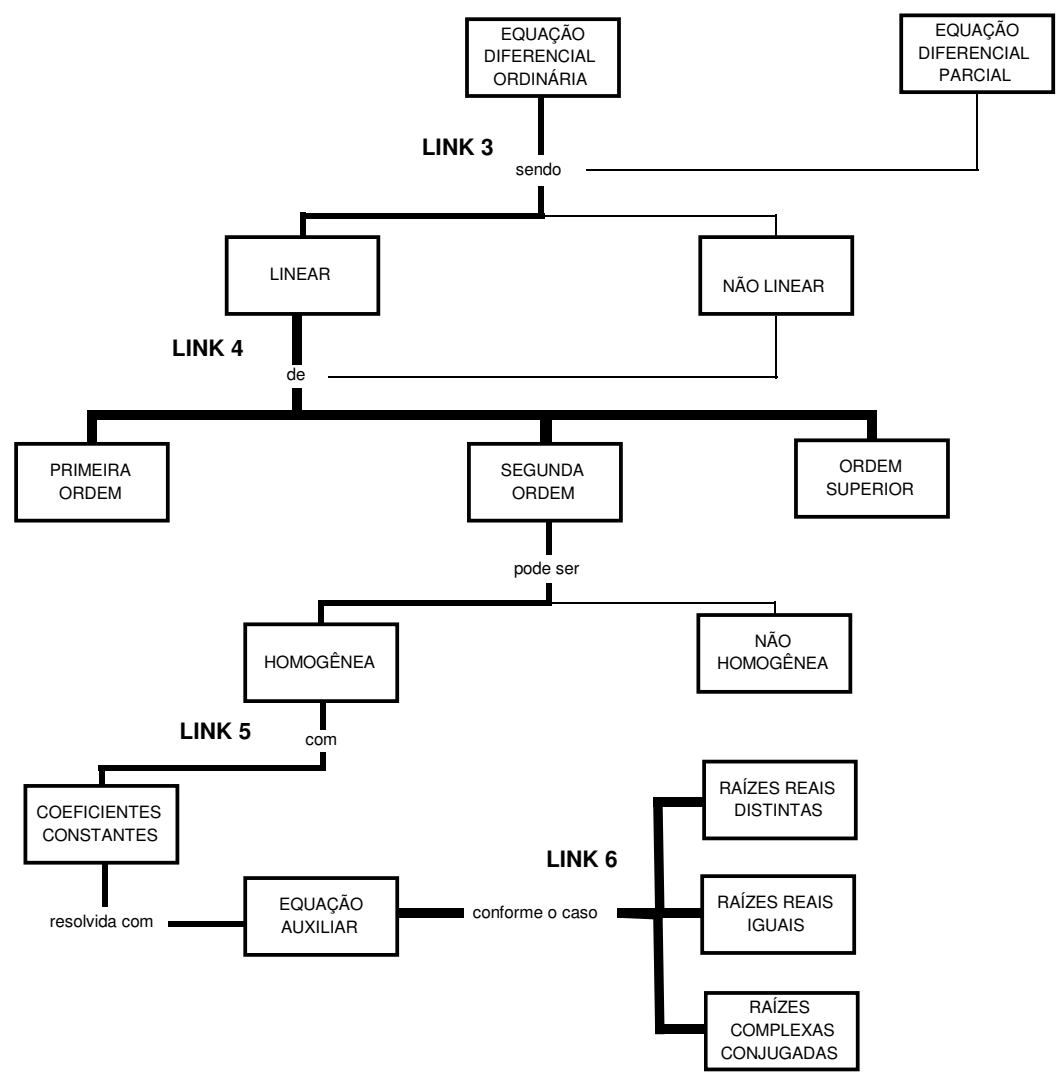 EQUAÇÃO
DIFERENCIAL
ORDINÁRIA
EQUAÇÃO
DIFERENCIAL
PARCIAL
LINK 3
sendo
LINEAR
NÃO LINEAR
LINK 4
de
PRIMEIRA
ORDEM
SEGUNDA
ORDEM
ORDEM
SUPERIOR
pode ser
HOMOGÊNEA
NÃO
HOMOGÊNEA
LINK 5
com
COEFICIENTES
CONSTANTES
resolvida com
EQUAÇÃO
AUXILIAR
LINK 6
conforme o caso
RAÍZES REAIS
DISTINTAS
RAÍZES REAIS
IGUAIS
RAÍZES
COMPLEXAS
CONJUGADAS